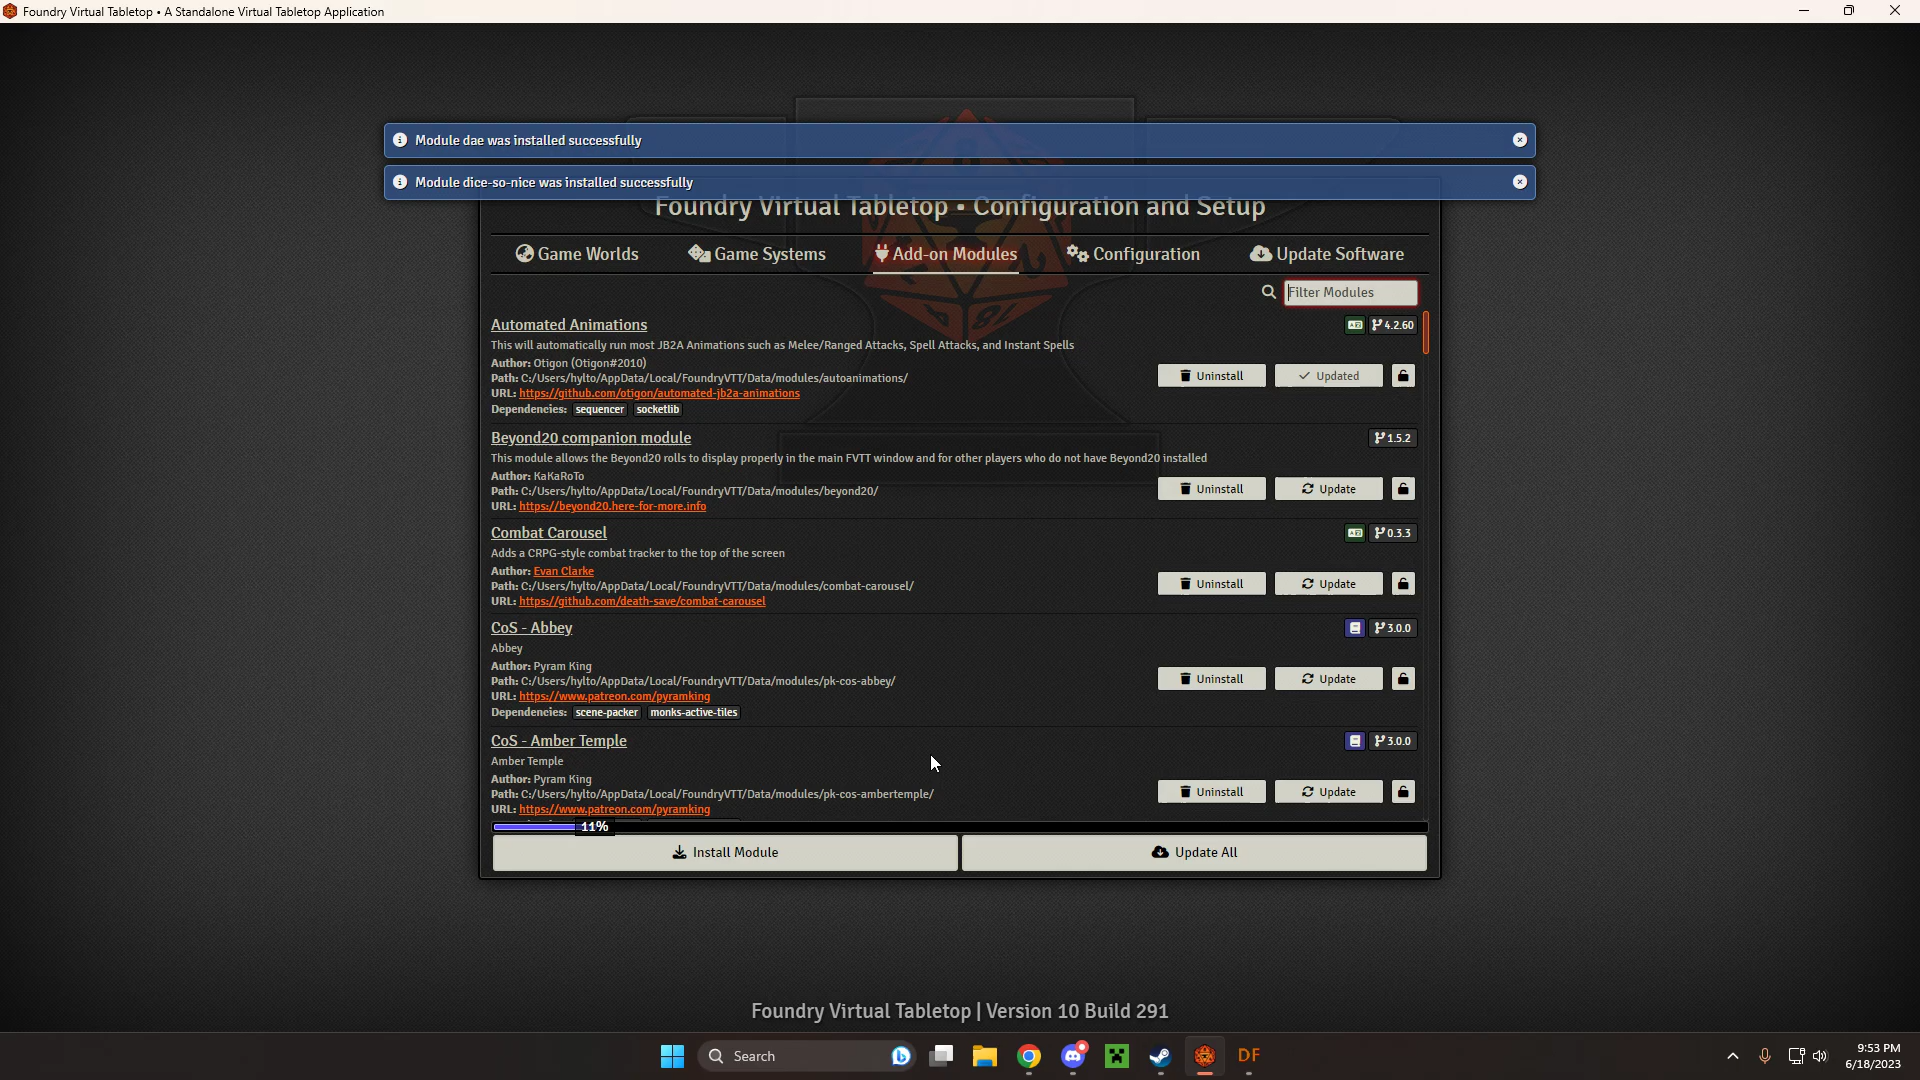 Foundry Virtual Tabletop • A Standalone Virtual Tabletop Application
Module dae was installed successfully
Module dice-so-nice was installed successfully
Foundry Virtual Tabletop • Configuration and Setup
Game Worlds Game Systems Add-on Modules Configuration Update Software
Filter Modules
Automated Animations 4.2.60
This will automatically run most JB2A Animations such as Melee/Ranged Attacks, Spell Attacks, and Instant Spells
Author: Otigon (Otigon#2010)
Path: C:/Users/hylto/AppData/Local/FoundryVTT/Data/modules/autoanimations/
Uninstall Updated
URL: https://github.com/otigon/automated-jb2a-animations
Dependencies: sequencer socketlib
Beyond20 companion module 1.5.2
This module allows the Beyond20 rolls to display properly in the main FVTT window and for other players who do not have Beyond20 installed
Author: KaKaRoTo
Path: C:/Users/hylto/AppData/Local/FoundryVTT/Data/modules/beyond20/
Uninstall Update
URL: https://beyond20.here-for-more.info
Combat Carousel 0.3.3
Adds a CRPG-style combat tracker to the top of the screen
Author: Evan Clarke
Path: C:/Users/hylto/AppData/Local/FoundryVTT/Data/modules/combat-carousel/
Uninstall Update
URL: https://github.com/death-save/combat-carousel
CoS - Abbey 3.0.0
Abbey
Author: Pyram King
Path: C:/Users/hylto/AppData/Local/FoundryVTT/Data/modules/pk-cos-abbey/
Uninstall Update
URL: https://www.patreon.com/pyramking
Dependencies: scene-packer monks-active-tiles
CoS - Amber Temple 3.0.0
Amber Temple
Author: Pyram King
Path: C:/Users/hylto/AppData/Local/FoundryVTT/Data/modules/pk-cos-ambertemple/
Uninstall Update
URL: https://www.patreon.com/pyramking
11%
Install Module Update All
Foundry Virtual Tabletop | Version 10 Build 291
Search
DF
9:53 PM
6/18/2023